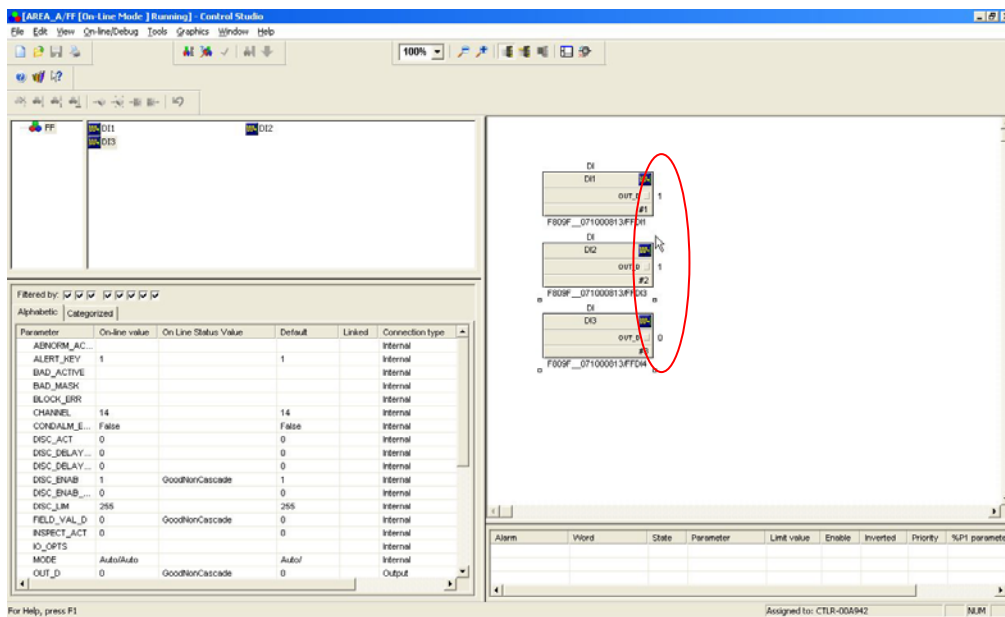 [AREA_A/FF [On-Line Mode ] Running] - Control Studio
File Edit View On-line/Debug Tools Graphics Window Help
100%
FF
DI1
DI2
DI3
DI
DI1
OUT_D
1
#1
F809F__071000813/FFDI1
DI
DI2
OUT_D
1
#2
F809F__071000813/FFDI3
DI
DI3
OUT_D
0
#3
F809F__071000813/FFDI4
Filtered by:
Alphabetic Categorized
Parameter On-line value On Line Status Value Default Linked Connection type
ABNORM_AC... Internal
ALERT_KEY 1 1 Internal
BAD_ACTIVE Internal
BAD_MASK Internal
BLOCK_ERR Internal
CHANNEL 14 14 Internal
CONDALM_E... False False Internal
DISC_ACT 0 0 Internal
DISC_DELAY... 0 0 Internal
DISC_DELAY... 0 0 Internal
DISC_ENAB 1 GoodNonCascade 1 Internal
DISC_ENAB_... 0 0 Internal
DISC_LIM 255 255 Internal
FIELD_VAL_D 0 GoodNonCascade 0 Internal
INSPECT_ACT 0 0 Internal
IO_OPTS Internal
MODE Auto/Auto Auto/ Internal
OUT_D 0 GoodNonCascade 0 Output
Alarm Word State Parameter Limit value Enable Inverted Priority %P1 paramete
For Help, press F1
Assigned to: CTLR-00A942
NUM